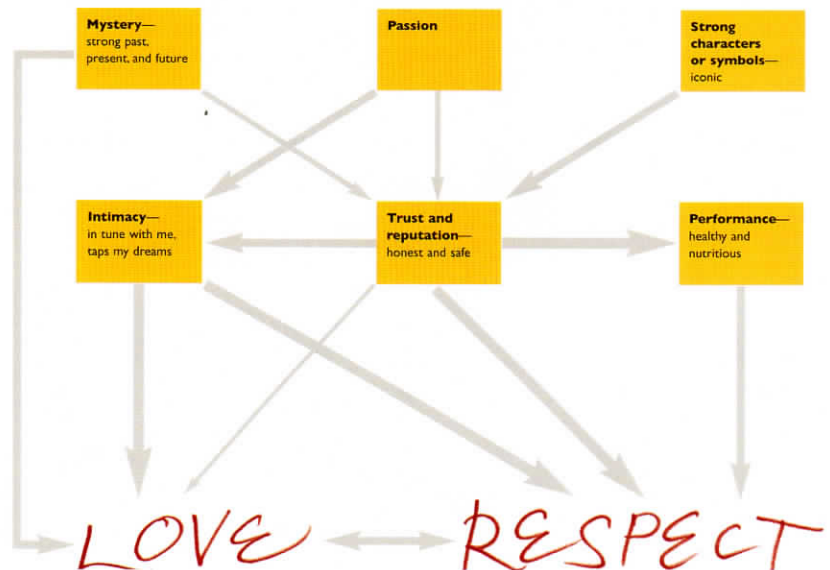 Mystery—
strong past,
present, and future
Passion
Strong
characters
or symbols—
iconic
Intimacy—
in tune with me,
taps my dreams
Trust and
reputation—
honest and safe
Performance—
healthy and
nutritious
LOVE
RESPECT